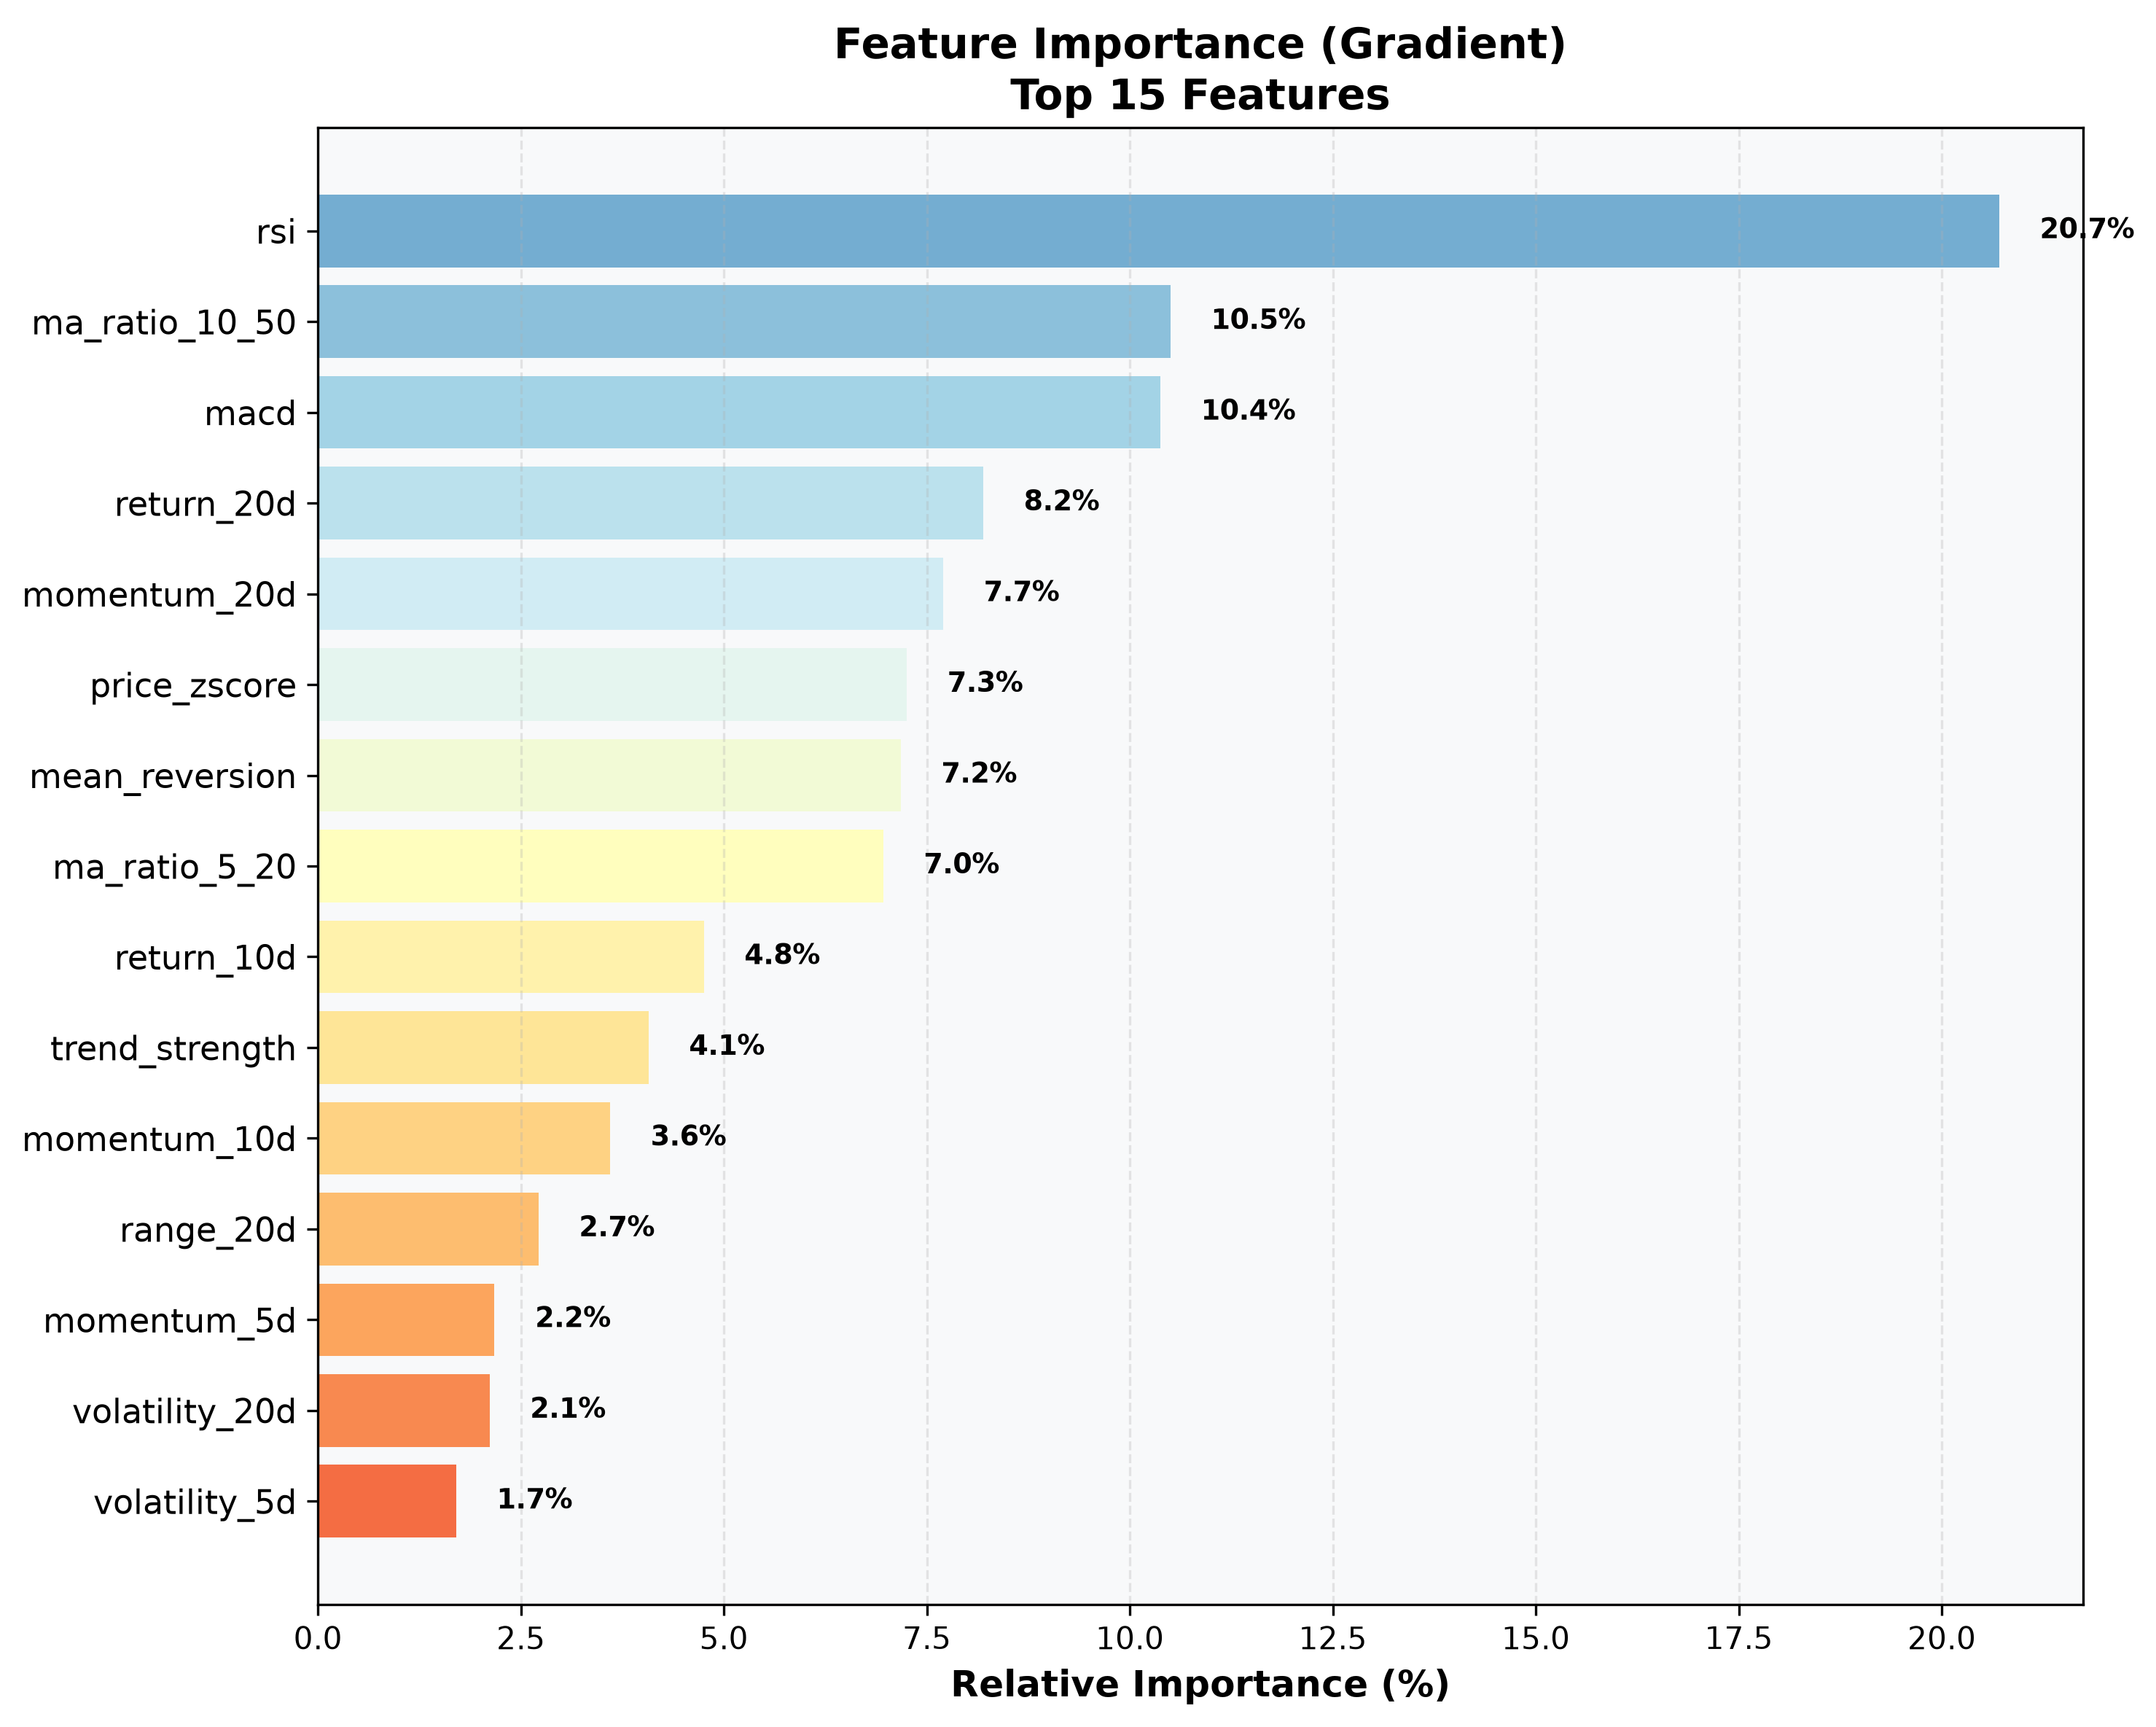 Feature Importance (Gradient)
Top 15 Features
rsi 20.7%
ma_ratio_10_50 10.5%
macd 10.4%
return_20d 8.2%
momentum_20d 7.7%
price_zscore 7.3%
mean_reversion 7.2%
ma_ratio_5_20 7.0%
return_10d 4.8%
trend_strength 4.1%
momentum_10d 3.6%
range_20d 2.7%
momentum_5d 2.2%
volatility_20d 2.1%
volatility_5d 1.7%
0.0 2.5 5.0 7.5 10.0 12.5 15.0 17.5 20.0
Relative Importance (%)